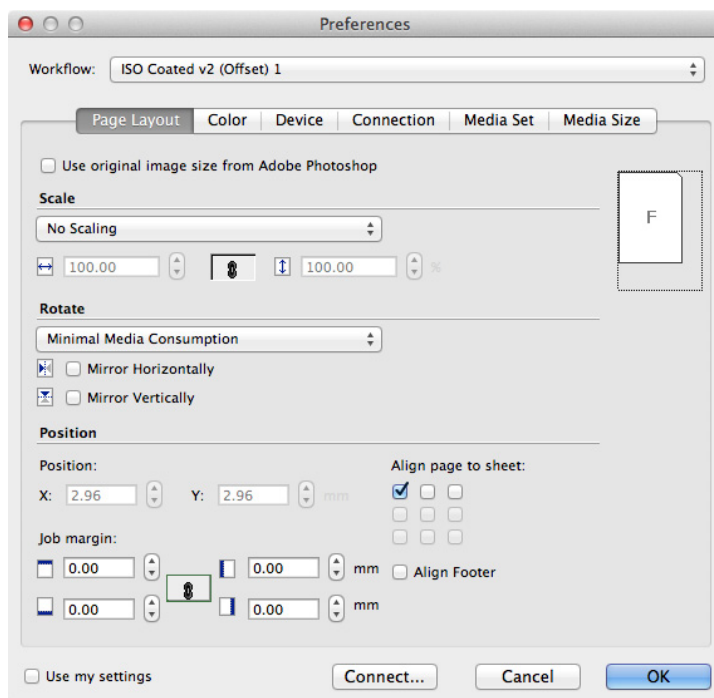 Preferences
Workflow: ISO Coated v2 (Offset) 1
Page Layout Color Device Connection Media Set Media Size
Use original image size from Adobe Photoshop
Scale
No Scaling
F
100.00 100.00 %
Rotate
Minimal Media Consumption
Mirror Horizontally
Mirror Vertically
Position
Position: Align page to sheet:
X: 2.96 Y: 2.96 mm
Job margin:
0.00 0.00 mm Align Footer
0.00 0.00 mm
Use my settings Connect... Cancel OK